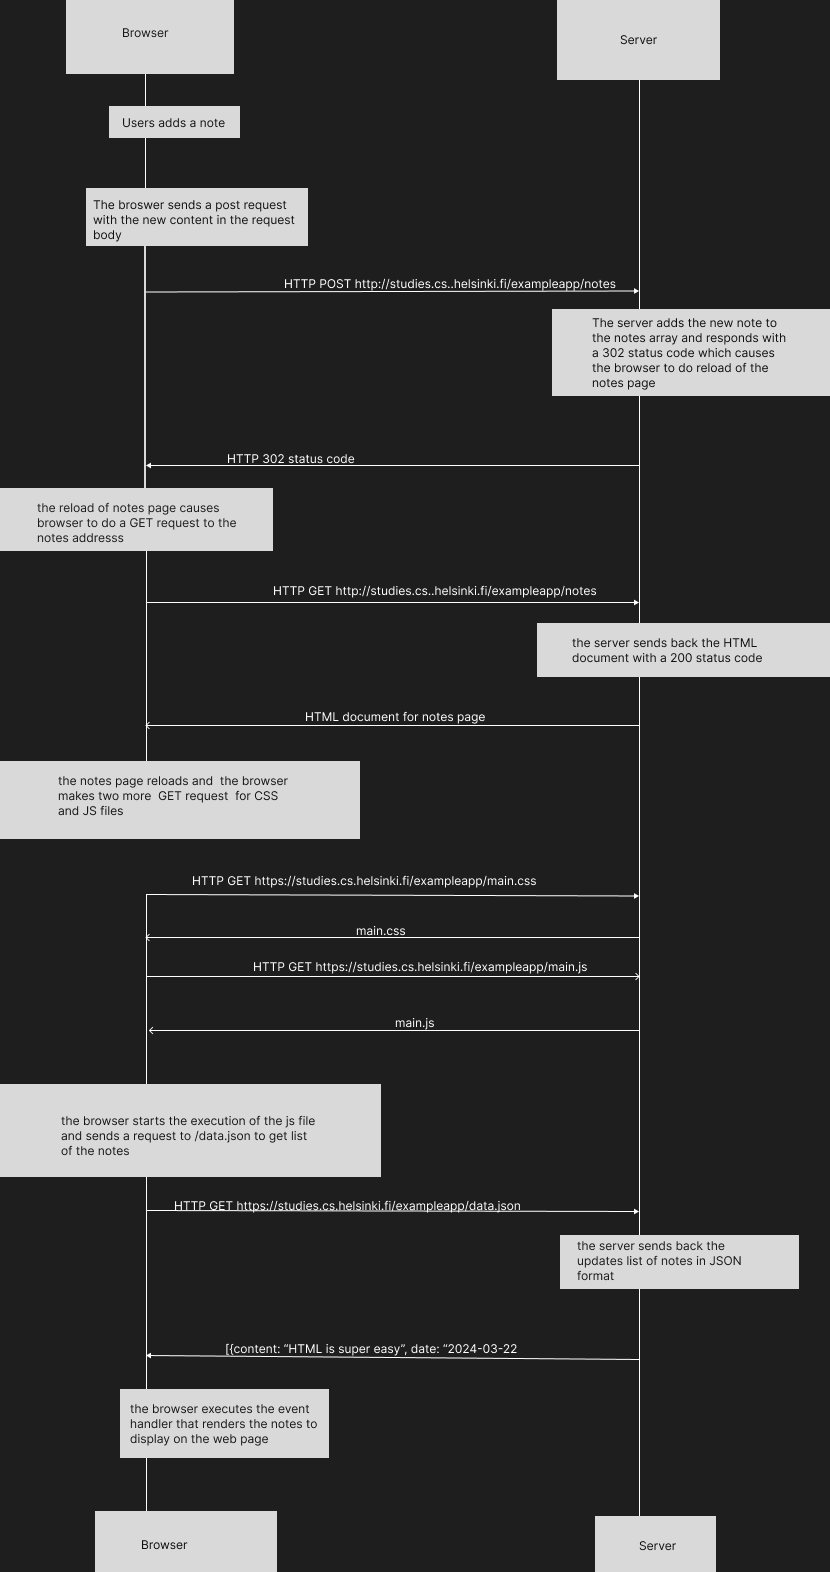 Browser
Server
Users adds a note
The broswer sends a post request
with the new content in the request
body
HTTP POST http://studies.cs..helsinki.fi/exampleapp/notes
The server adds the new note to
the notes array and responds with
a 302 status code which causes
the browser to do reload of the
notes page
HTTP 302 status code
the reload of notes page causes
browser to do a GET request to the
notes addresss
HTTP GET http://studies.cs..helsinki.fi/exampleapp/notes
the server sends back the HTML
document with a 200 status code
HTML document for notes page
the notes page reloads and  the browser
makes two more  GET request  for CSS
and JS files
HTTP GET https://studies.cs.helsinki.fi/exampleapp/main.css
main.css
HTTP GET https://studies.cs.helsinki.fi/exampleapp/main.js
main.js
the browser starts the execution of the js file
and sends a request to /data.json to get list
of the notes
HTTP GET https://studies.cs.helsinki.fi/exampleapp/data.json
the server sends back the
updates list of notes in JSON
format
[{content: “HTML is super easy”, date: “2024-03-22
the browser executes the event
handler that renders the notes to
display on the web page
Browser
Server